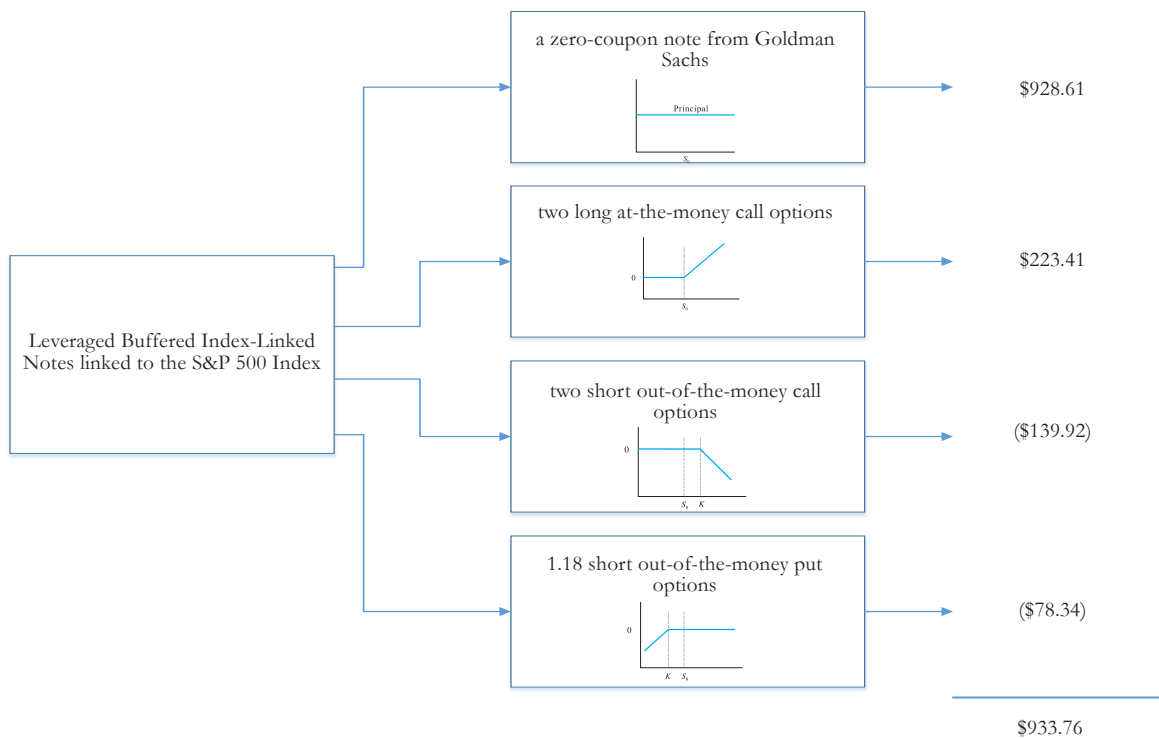 a zero-coupon note from Goldman
Sachs
Principal
S₀
$928.61
two long at-the-money call options
0
S₀
$223.41
Leveraged Buffered Index-Linked
Notes linked to the S&P 500 Index
two short out-of-the-money call
options
0
S₀ K
($139.92)
1.18 short out-of-the-money put
options
0
K S₀
($78.34)
$933.76